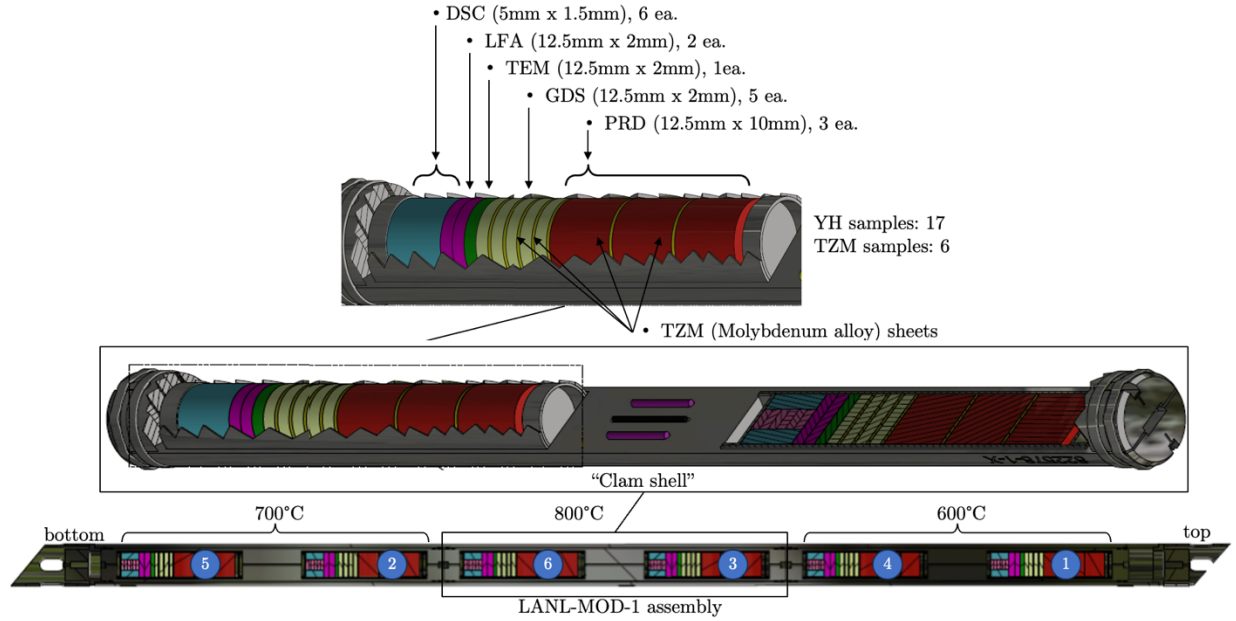 • DSC (5mm x 1.5mm), 6 ea.
• LFA (12.5mm x 2mm), 2 ea.
• TEM (12.5mm x 2mm), 1ea.
• GDS (12.5mm x 2mm), 5 ea.
• PRD (12.5mm x 10mm), 3 ea.
YH samples: 17
TZM samples: 6
• TZM (Molybdenum alloy) sheets
“Clam shell”
700°C
800°C
600°C
bottom
top
5
2
6
3
4
1
LANL-MOD-1 assembly